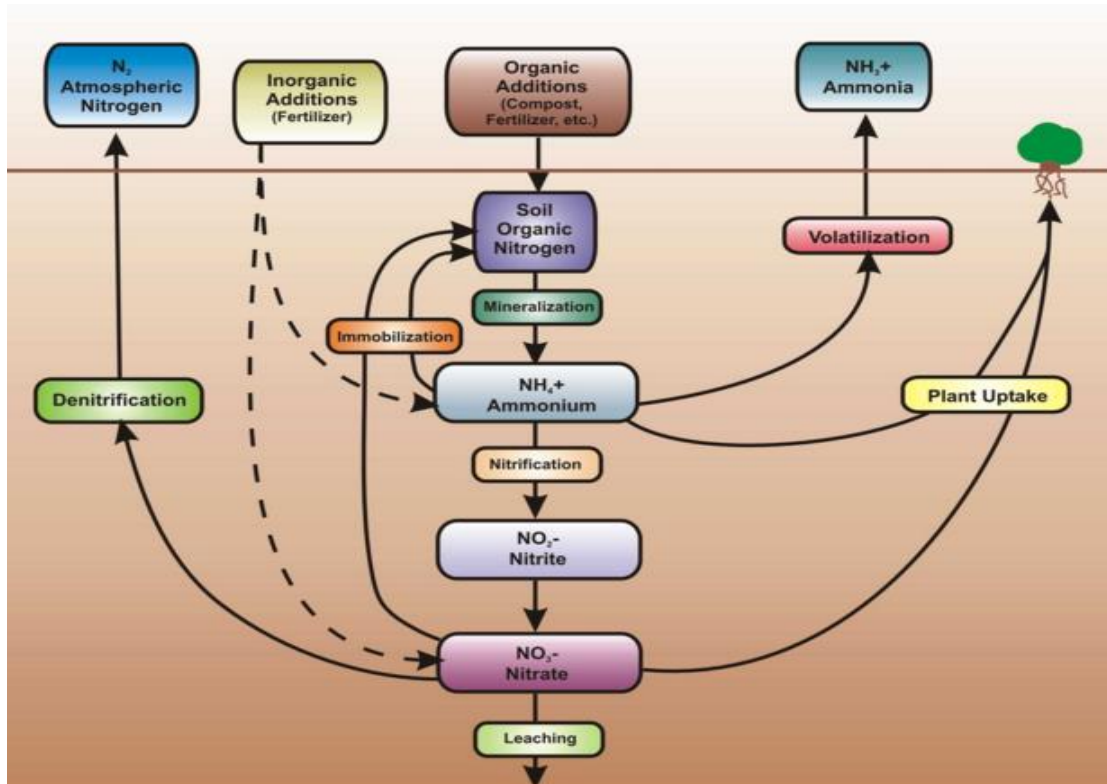 N₂
Atmospheric
Nitrogen
Inorganic
Additions
(Fertilizer)
Organic
Additions
(Compost,
Fertilizer, etc.)
NH₃+
Ammonia
Soil
Organic
Nitrogen
Volatilization
Mineralization
Immobilization
NH₄+
Ammonium
Denitrification
Plant Uptake
Nitrification
NO₂-
Nitrite
NO₃-
Nitrate
Leaching